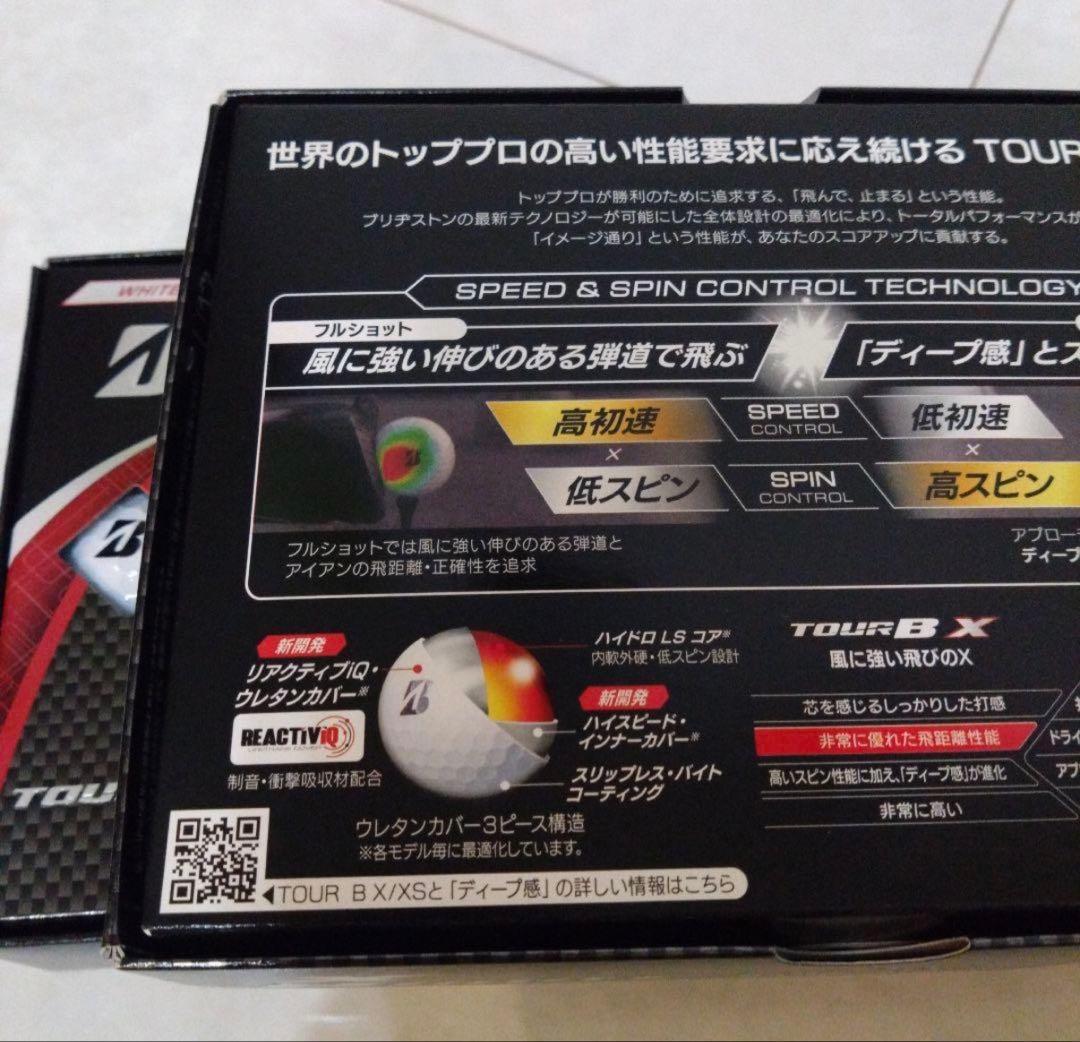 世界のトッププロの高い性能要求に応え続ける TOUR
トッププロが勝利のために追求する、「飛んで、止まる」という性能。
ブリヂストンの最新テクノロジーが可能にした全体設計の最適化により、トータルパフォーマンスが
「イメージ通り」という性能が、あなたのスコアアップに貢献する。
SPEED & SPIN CONTROL TECHNOLOGY
フルショット
風に強い伸びのある弾道で飛ぶ
「ディープ感」とス
高初速
SPEED
CONTROL
低初速
×
×
低スピン
SPIN
CONTROL
高スピン
フルショットでは風に強い伸びのある弾道と
アイアンの飛距離・正確性を追求
アプロー
ディープ
新開発
リアクティブiQ・
ウレタンカバー※
REACTIV iQ
制音・衝撃吸収材配合
ハイドロ LS コア※
内軟外硬・低スピン設計
新開発
ハイスピード・
インナーカバー※
スリップレス・バイト
コーティング
ウレタンカバー3ピース構造
※各モデル毎に最適化しています。
TOUR B X
風に強い飛びのX
芯を感じるしっかりした打感
非常に優れた飛距離性能
ドライ
高いスピン性能に加え、「ディープ感」が進化
アプ
非常に高い
◀TOUR B X/XSと「ディープ感」の詳しい情報はこちら
WHITE
B
B
TOU